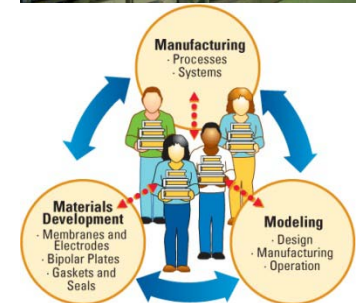 Manufacturing
· Processes
· Systems
Materials
Development
· Membranes and
Electrodes
· Bipolar Plates
· Gaskets and
Seals
Modeling
· Design
· Manufacturing
· Operation